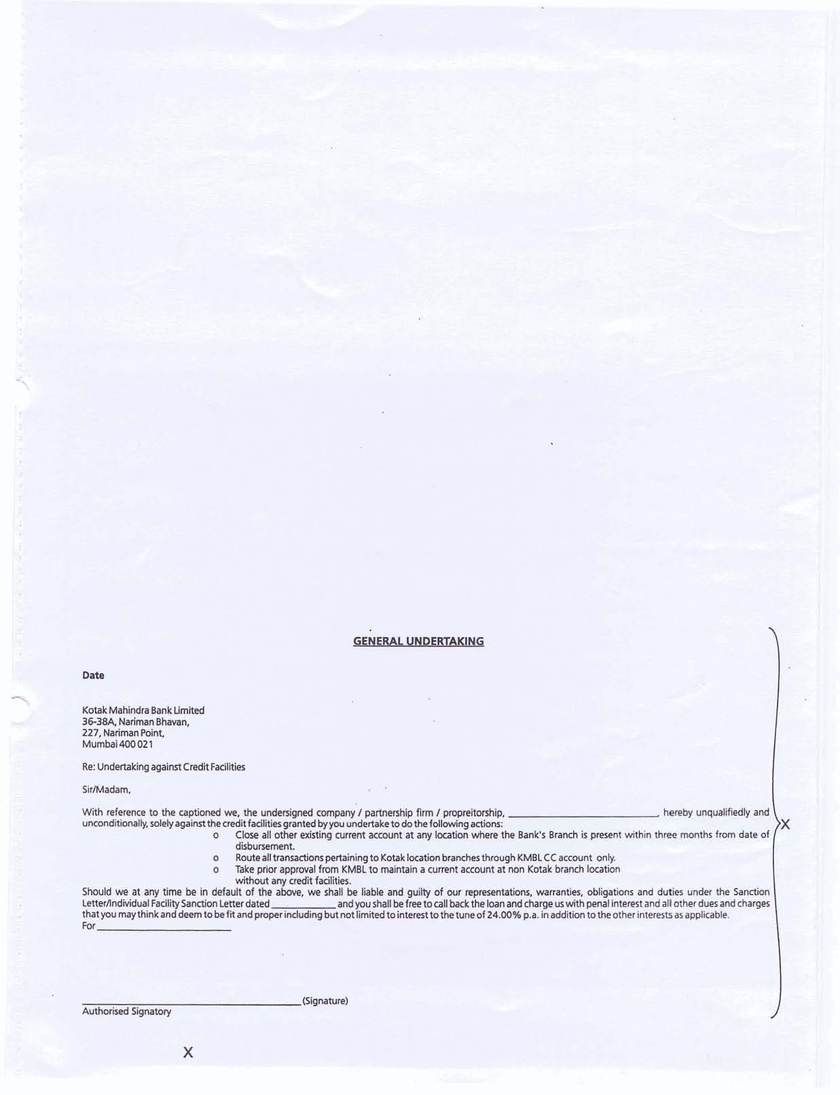 GENERAL UNDERTAKING
Date
Kotak Mahindra Bank Limited
36-38A, Nariman Bhavan,
227, Nariman Point,
Mumbai 400 021
Re: Undertaking against Credit Facilities
Sir/Madam,
With reference to the captioned we, the undersigned company / partnership firm / propreitorship, ____________________, hereby unqualifiedly and
unconditionally, solely against the credit facilities granted by you undertake to do the following actions:
o Close all other existing current account at any location where the Bank's Branch is present within three months from date of
disbursement.
o Route all transactions pertaining to Kotak location branches through KMBL CC account only.
o Take prior approval from KMBL to maintain a current account at non Kotak branch location
without any credit facilities.
Should we at any time be in default of the above, we shall be liable and guilty of our representations, warranties, obligations and duties under the Sanction
Letter/Individual Facility Sanction Letter dated ____________ and you shall be free to call back the loan and charge us with penal interest and all other dues and charges
that you may think and deem to be fit and proper including but not limited to interest to the tune of 24.00% p.a. in addition to the other interests as applicable.
For ____________________
X
____________________ (Signature)
Authorised Signatory
X